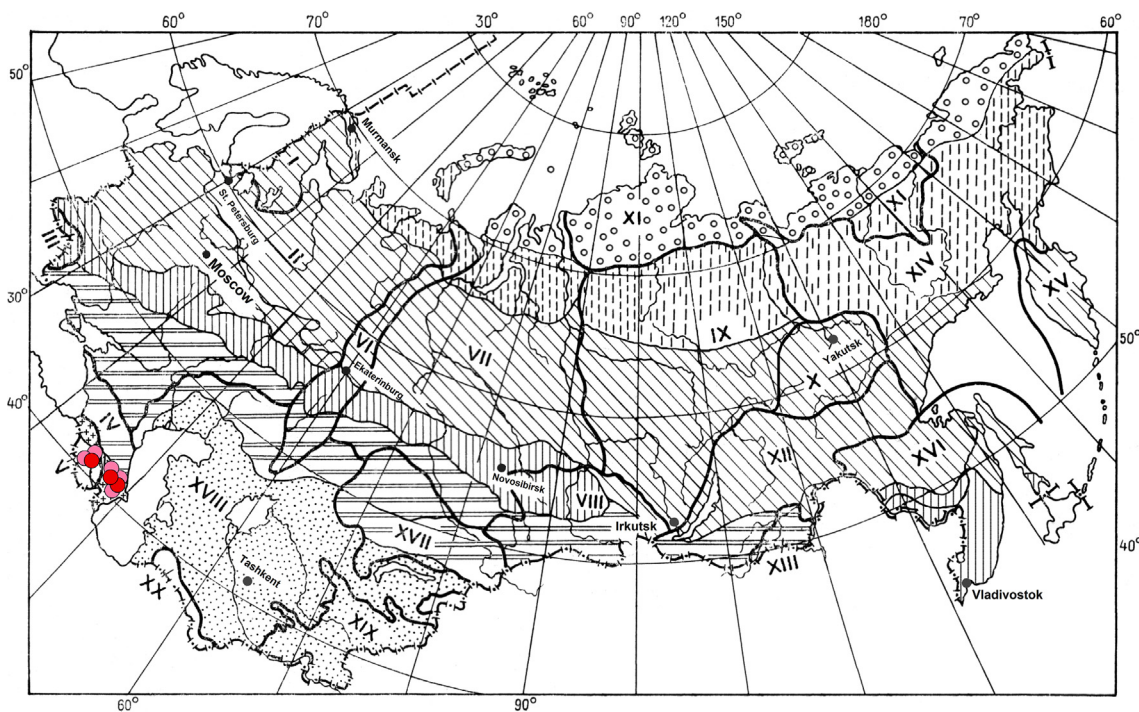 60° 70° 30° 60° 90° 120° 180° 70° 60°
50°
Murmansk
I
St. Petersburg
XI
XI
III
II
Moscow
XIV
XV
30°
IX
VI
VII
Yakutsk
50°
Ekaterinburg
X
40°
IV
V
XII
XVI
Novosibirsk
VIII
XVIII
Irkutsk
XVII
40°
XIII
Tashkent
XX
Vladivostok
XIX
60° 90°